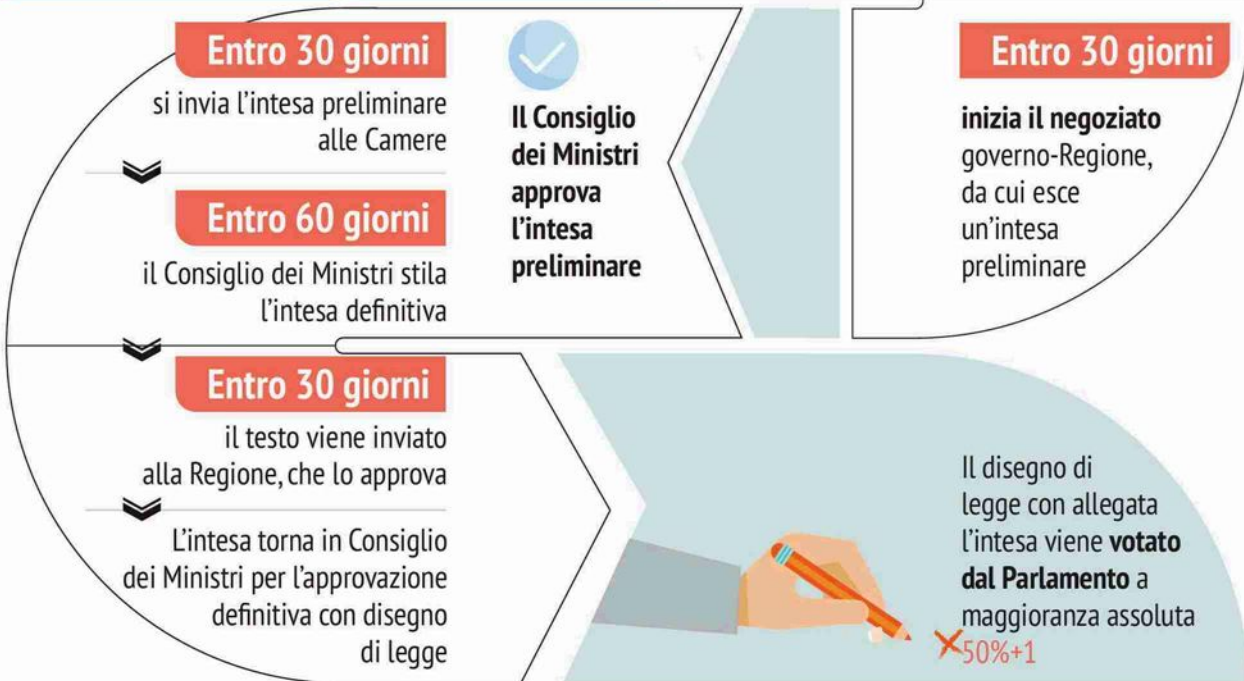 Entro 30 giorni
inizia il negoziato
governo-Regione,
da cui esce
un'intesa
preliminare
Il Consiglio
dei Ministri
approva
l'intesa
preliminare
Entro 30 giorni
si invia l'intesa preliminare
alle Camere
Entro 60 giorni
il Consiglio dei Ministri stila
l'intesa definitiva
Entro 30 giorni
il testo viene inviato
alla Regione, che lo approva
L'intesa torna in Consiglio
dei Ministri per l'approvazione
definitiva con disegno
di legge
Il disegno di
legge con allegata
l'intesa viene votato
dal Parlamento a
maggioranza assoluta
50%+1